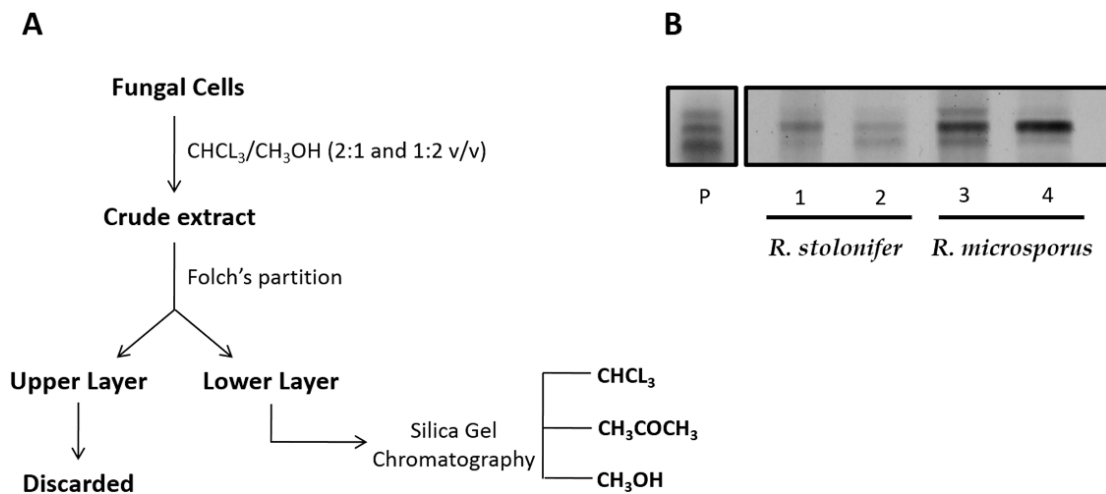 A
Fungal Cells
CHCL₃/CH₃OH (2:1 and 1:2 v/v)
Crude extract
Folch's partition
Upper Layer
Lower Layer
Discarded
Silica Gel
Chromatography
CHCL₃
CH₃COCH₃
CH₃OH
B
P
1 2 3 4
R. stolonifer R. microsporus